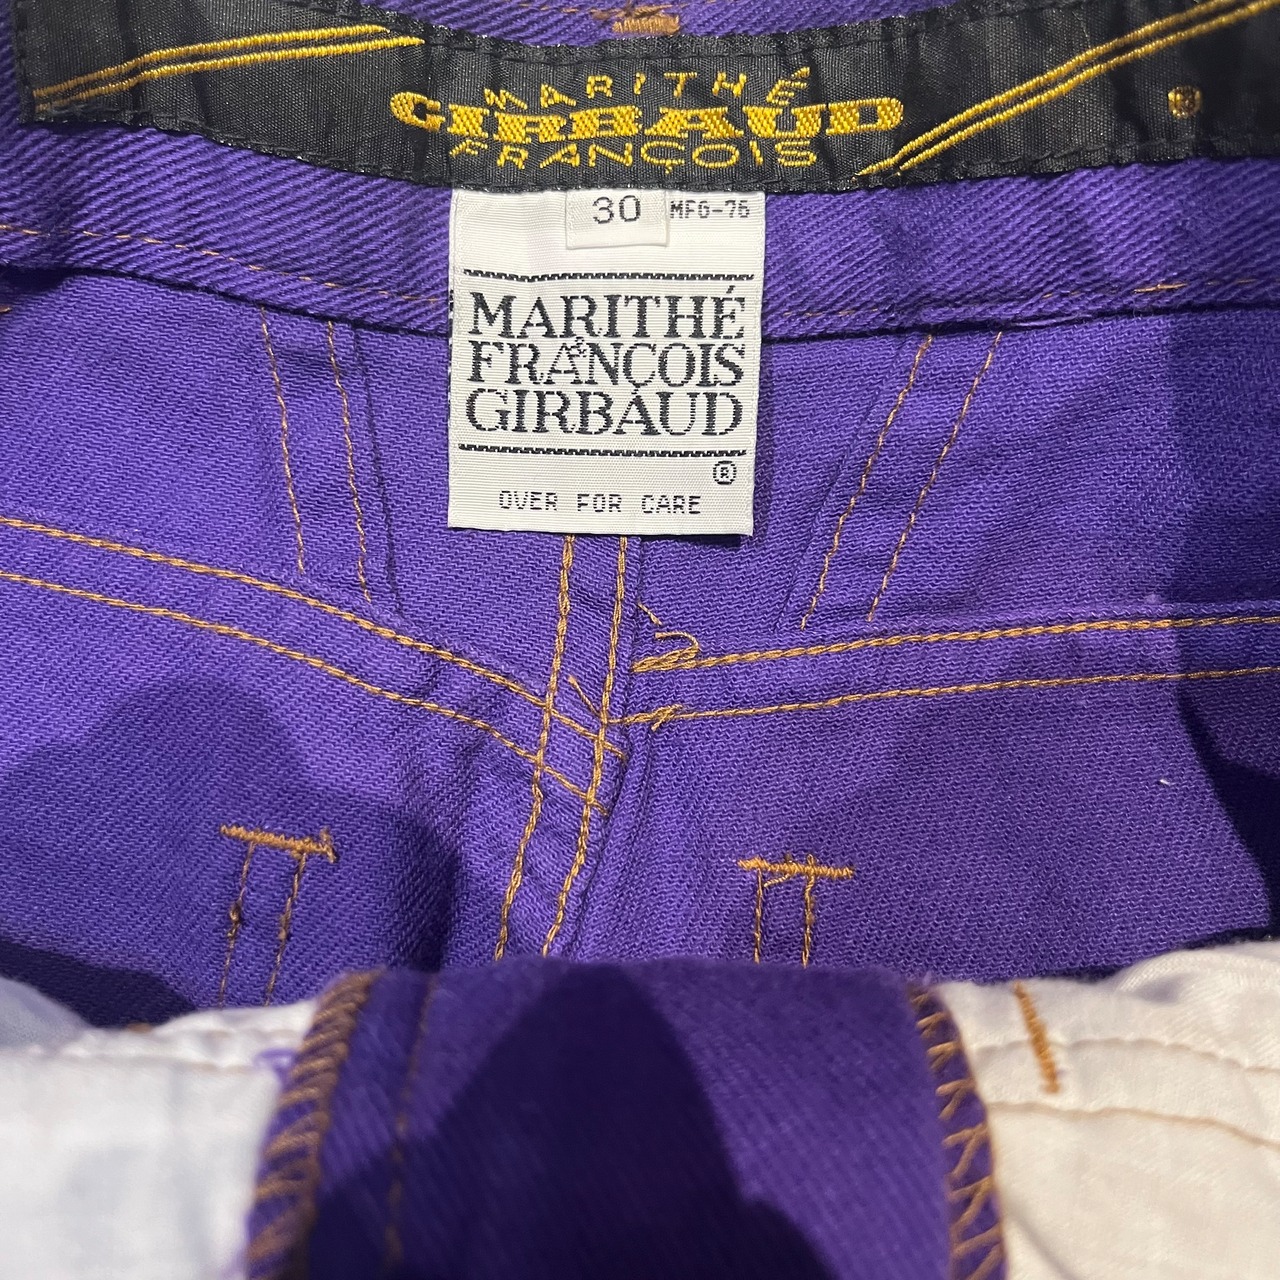 MARITHÉ
GIRBAUD
FRANÇOIS
30
MFG-76
MARITHÉ
&
FRANÇOIS
GIRBAUD
®
OVER FOR CARE